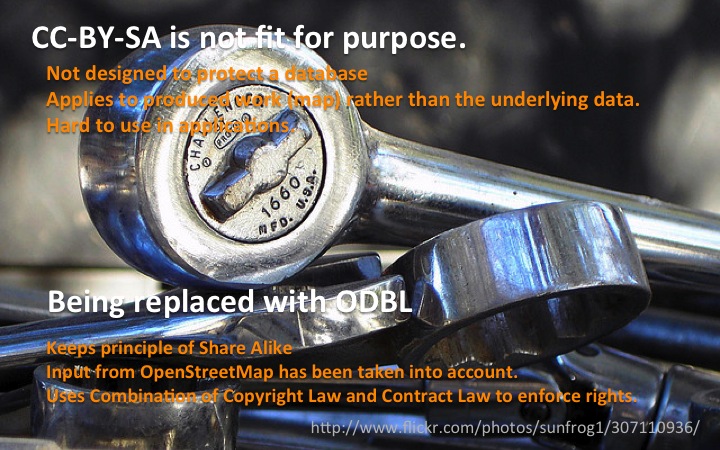 CC-BY-SA is not fit for purpose.
Not designed to protect a database
Applies to produced work (map) rather than the underlying data.
Hard to use in applications.
CHALLENGER
1660
MFD. U.S.A.
Being replaced with ODBL
Keeps principle of Share Alike
Input from OpenStreetMap has been taken into account.
Uses Combination of Copyright Law and Contract Law to enforce rights.
http://www.flickr.com/photos/sunfrog1/307110936/